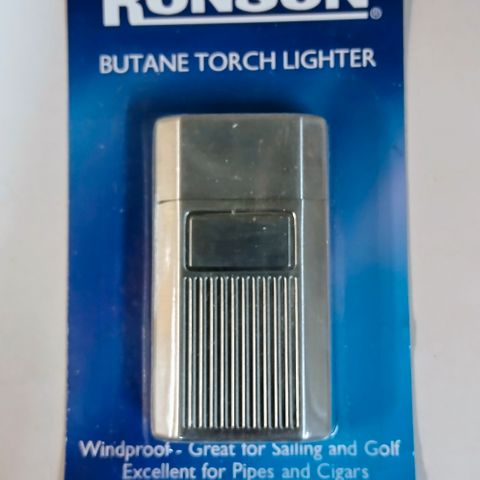 RONSON®
BUTANE TORCH LIGHTER
Windproof - Great for Sailing and Golf
Excellent for Pipes and Cigars